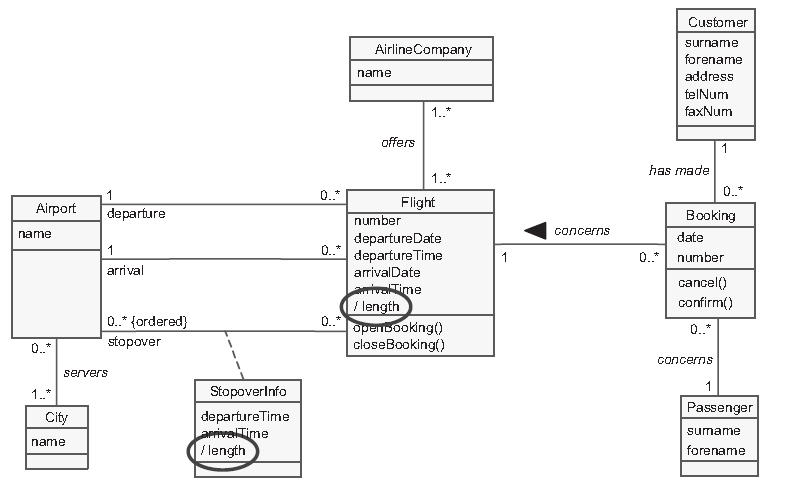 Customer
surname
forename
address
telNum
faxNum
AirlineCompany
name
1..*
offers
1..*
1
has made
0..*
Airport
name
1
departure
0..*
1
arrival
0..*
0..* {ordered}
stopover
0..*
Flight
number
departureDate
departureTime
arrivalDate
arrivalTime
/ length
openBooking()
closeBooking()
concerns
1
0..*
Booking
date
number
cancel()
confirm()
0..*
concerns
1
Passenger
surname
forename
0..*
servers
1..*
City
name
StopoverInfo
departureTime
arrivalTime
/ length